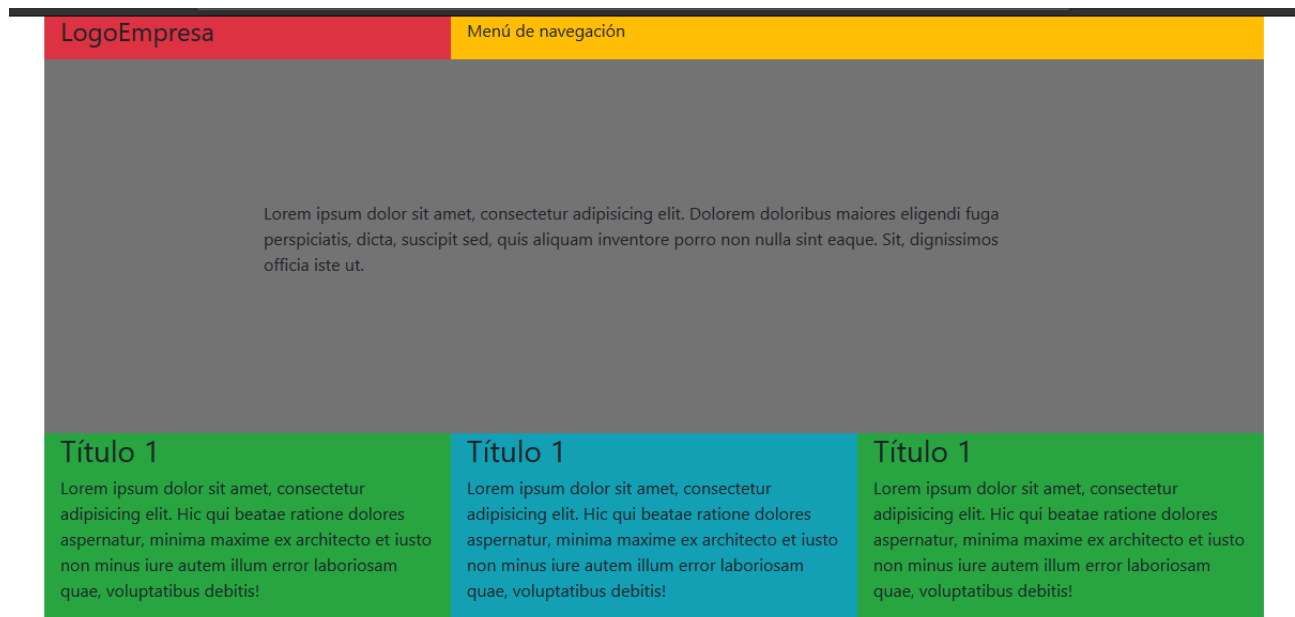 LogoEmpresa
Menú de navegación
Lorem ipsum dolor sit amet, consectetur adipisicing elit. Dolorem doloribus maiores eligendi fuga
perspiciatis, dicta, suscipit sed, quis aliquam inventore porro non nulla sint eaque. Sit, dignissimos
officia iste ut.
Título 1
Lorem ipsum dolor sit amet, consectetur
adipisicing elit. Hic qui beatae ratione dolores
aspernatur, minima maxime ex architecto et iusto
non minus iure autem illum error laboriosam
quae, voluptatibus debitis!
Título 1
Lorem ipsum dolor sit amet, consectetur
adipisicing elit. Hic qui beatae ratione dolores
aspernatur, minima maxime ex architecto et iusto
non minus iure autem illum error laboriosam
quae, voluptatibus debitis!
Título 1
Lorem ipsum dolor sit amet, consectetur
adipisicing elit. Hic qui beatae ratione dolores
aspernatur, minima maxime ex architecto et iusto
non minus iure autem illum error laboriosam
quae, voluptatibus debitis!